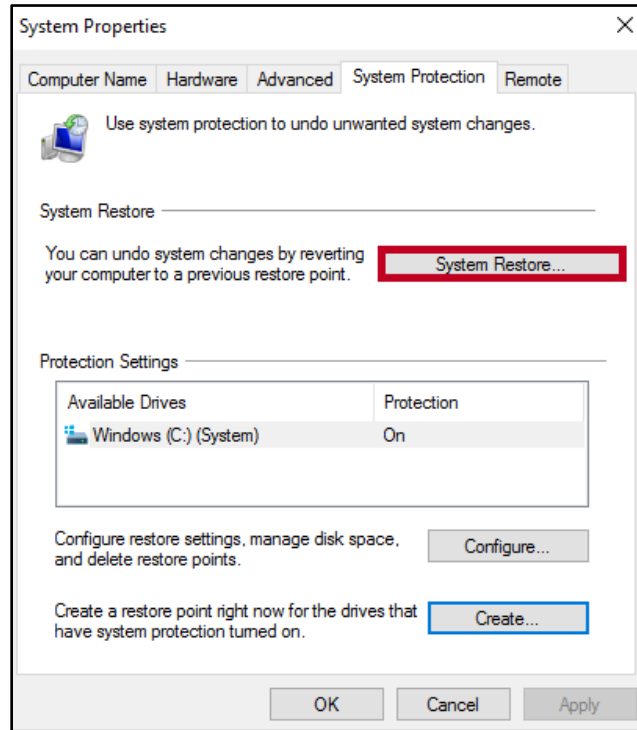 System Properties
Computer Name
Hardware
Advanced
System Protection
Remote
Use system protection to undo unwanted system changes.
System Restore
You can undo system changes by reverting
your computer to a previous restore point.
System Restore...
Protection Settings
Available Drives
Protection
Windows (C:) (System)
On
Configure restore settings, manage disk space,
and delete restore points.
Configure...
Create a restore point right now for the drives that
have system protection turned on.
Create...
OK
Cancel
Apply